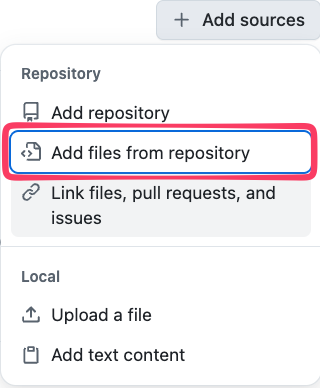 + Add sources
Repository
Add repository
Add files from repository
Link files, pull requests, and
issues
Local
Upload a file
Add text content